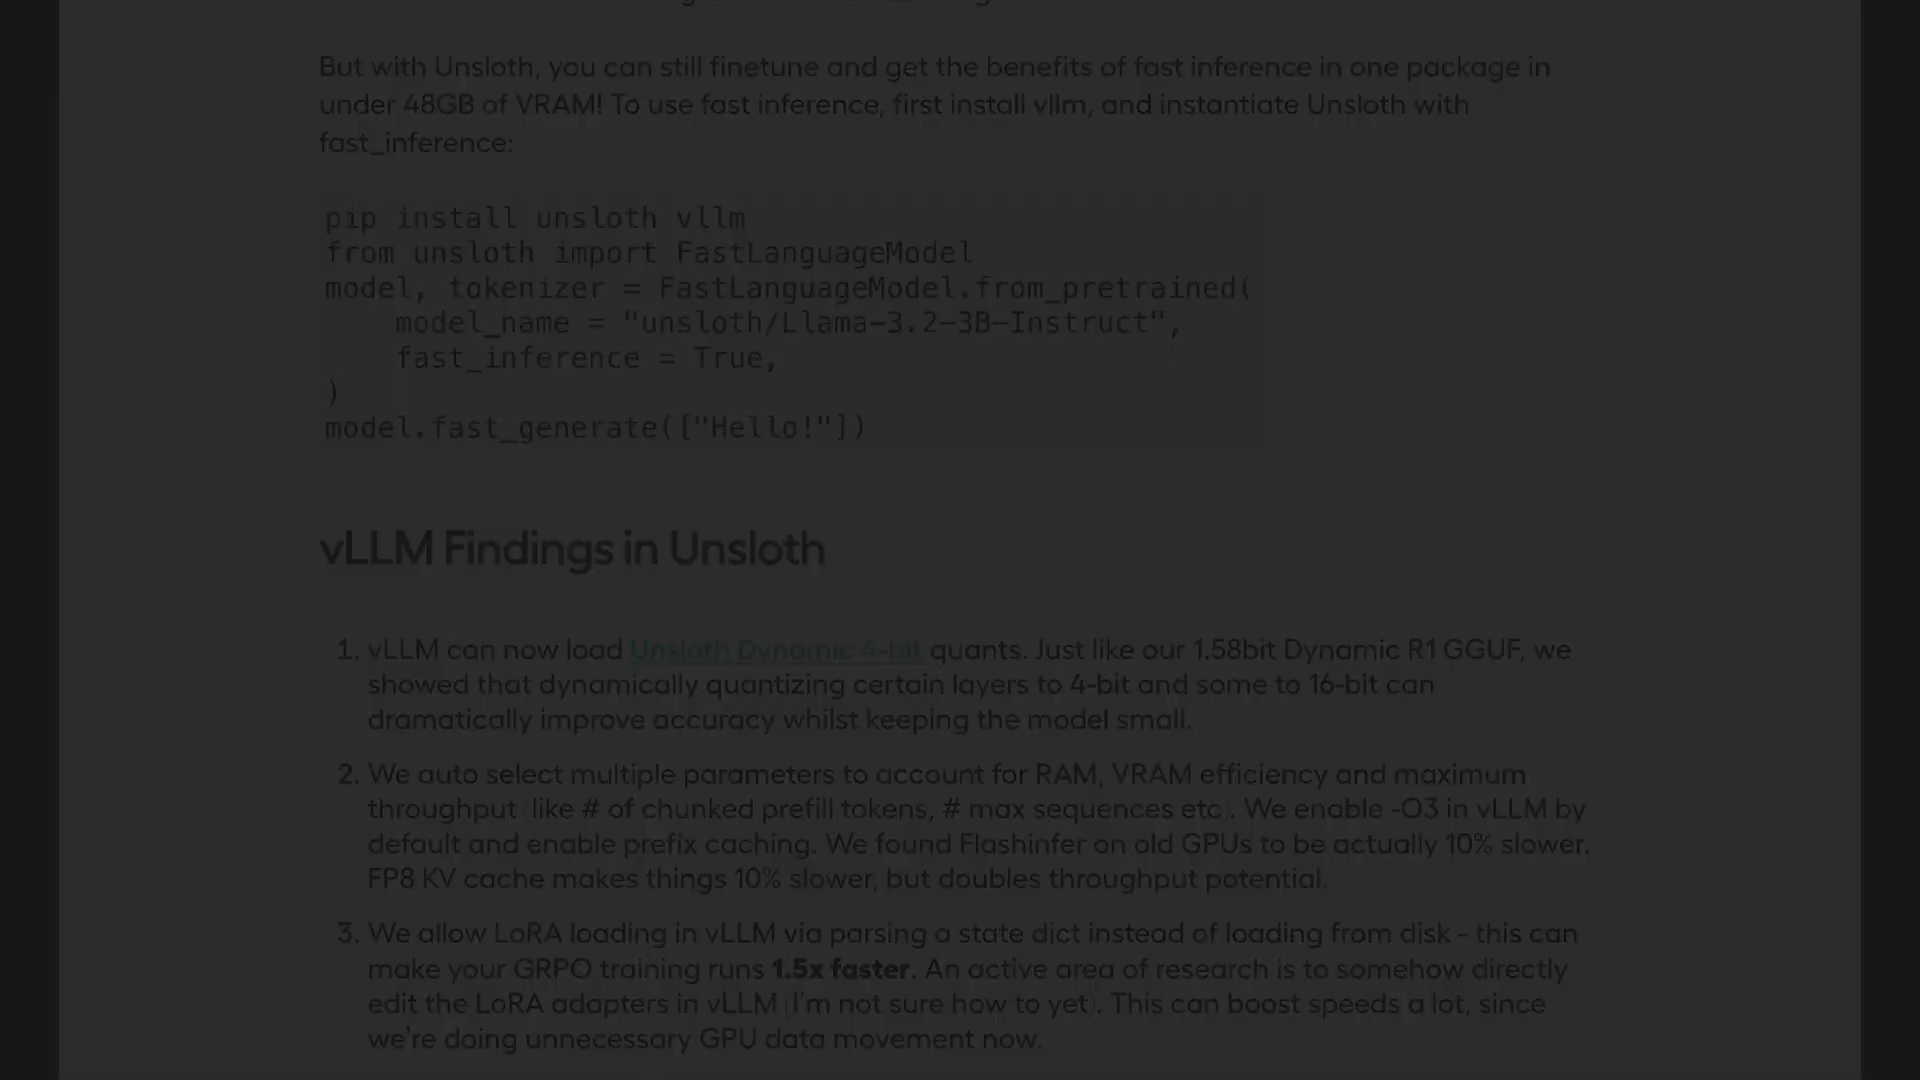 But with Unsloth, you can still finetune and get the benefits of fast inference in one package in
under 48GB of VRAM! To use fast inference, first install vllm, and instantiate Unsloth with
fast_inference:
pip install unsloth vllm
from unsloth import FastLanguageModel
model, tokenizer = FastLanguageModel.from_pretrained(
    model_name = "unsloth/Llama-3.2-3B-Instruct",
    fast_inference = True,
)
model.fast_generate(["Hello!"])
vLLM Findings in Unsloth
1. vLLM can now load Unsloth Dynamic 4-bit quants. Just like our 1.58bit Dynamic R1 GGUF, we
showed that dynamically quantizing certain layers to 4-bit and some to 16-bit can
dramatically improve accuracy whilst keeping the model small.
2. We auto select multiple parameters to account for RAM, VRAM efficiency and maximum
throughput (like # of chunked prefill tokens, # max sequences etc). We enable -O3 in vLLM by
default and enable prefix caching. We found Flashinfer on old GPUs to be actually 10% slower.
FP8 KV cache makes things 10% slower, but doubles throughput potential.
3. We allow LoRA loading in vLLM via parsing a state dict instead of loading from disk - this can
make your GRPO training runs 1.5x faster. An active area of research is to somehow directly
edit the LoRA adapters in vLLM (I'm not sure how to yet). This can boost speeds a lot, since
we're doing unnecessary GPU data movement now.